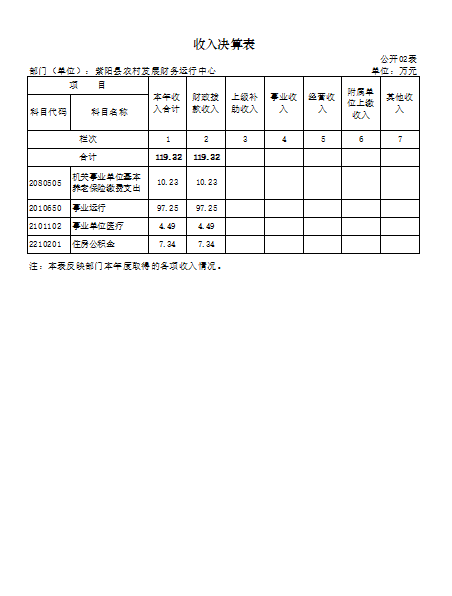 收入决算表
公开02表
部门（单位）：紫阳县农村发展财务运行中心 单位：万元
项 目 本年收入合计 财政拨款收入 上级补助收入 事业收入 经营收入 附属单位上缴收入 其他收入
科目代码 科目名称
栏次 1 2 3 4 5 6 7
合计 119.32 119.32
2080505 机关事业单位基本养老保险缴费支出 10.23 10.23
2010650 事业运行 97.25 97.25
2101102 事业单位医疗 4.49 4.49
2210201 住房公积金 7.34 7.34
注：本表反映部门本年度取得的各项收入情况。